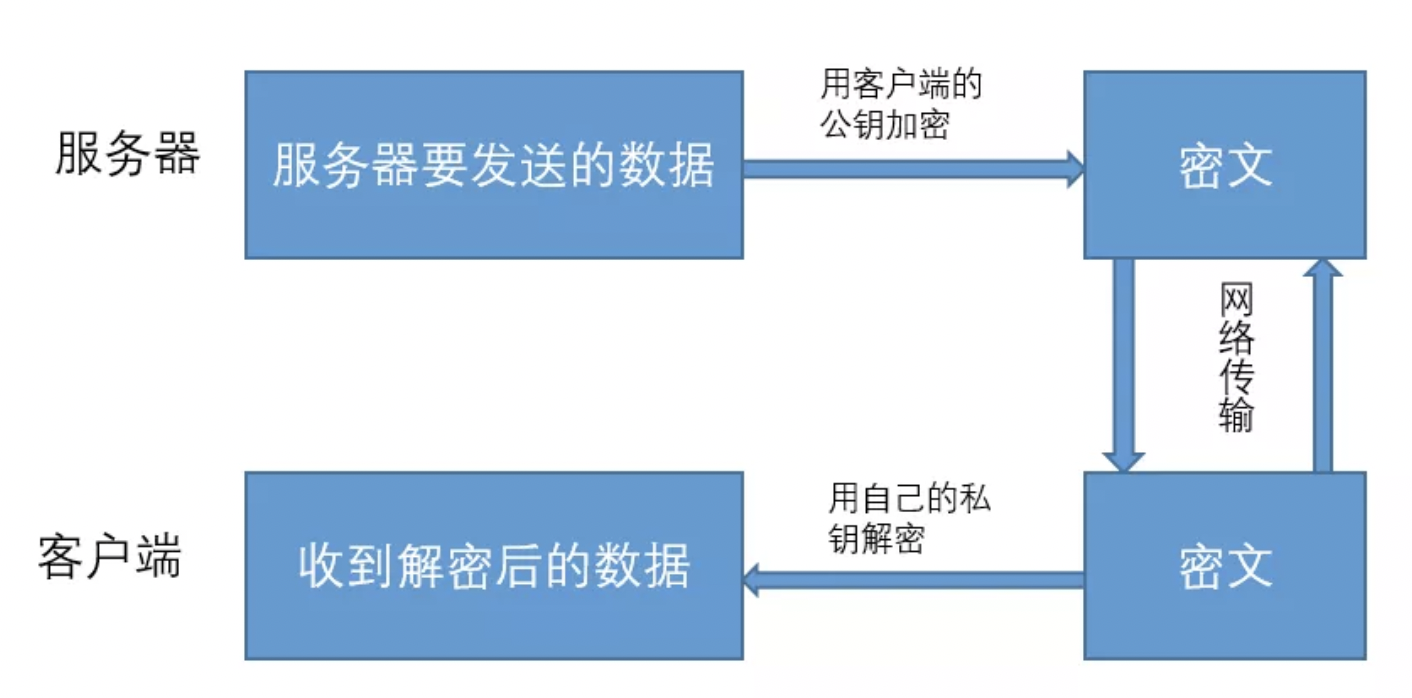 用客户端的
公钥加密
服务器
服务器要发送的数据
密文
网络传输
用自己的私
钥解密
客户端
收到解密后的数据
密文